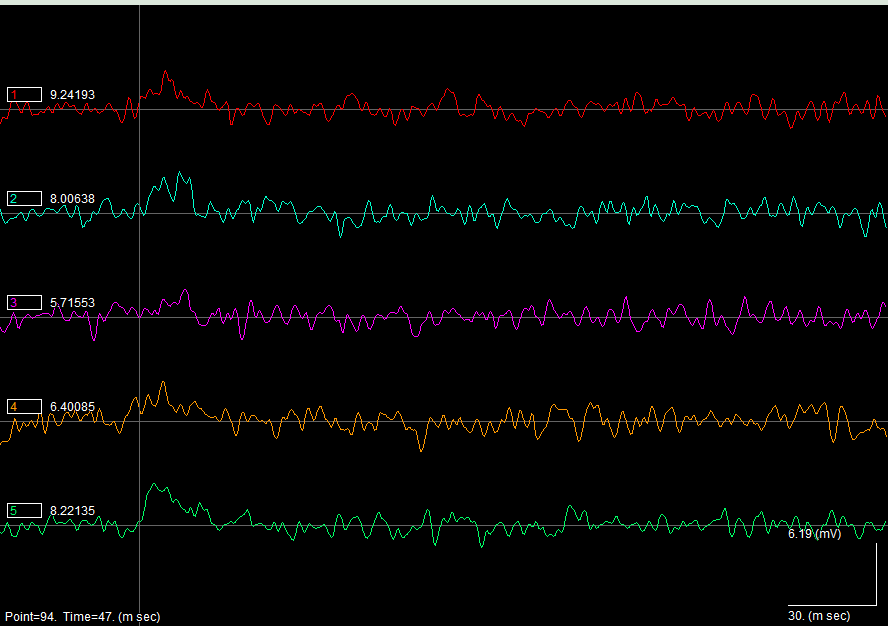 1 9.24193
2 8.00638
3 5.71553
4 6.40085
5 8.22135
6.19 (mV)
30. (m sec)
Point=94. Time=47. (m sec)